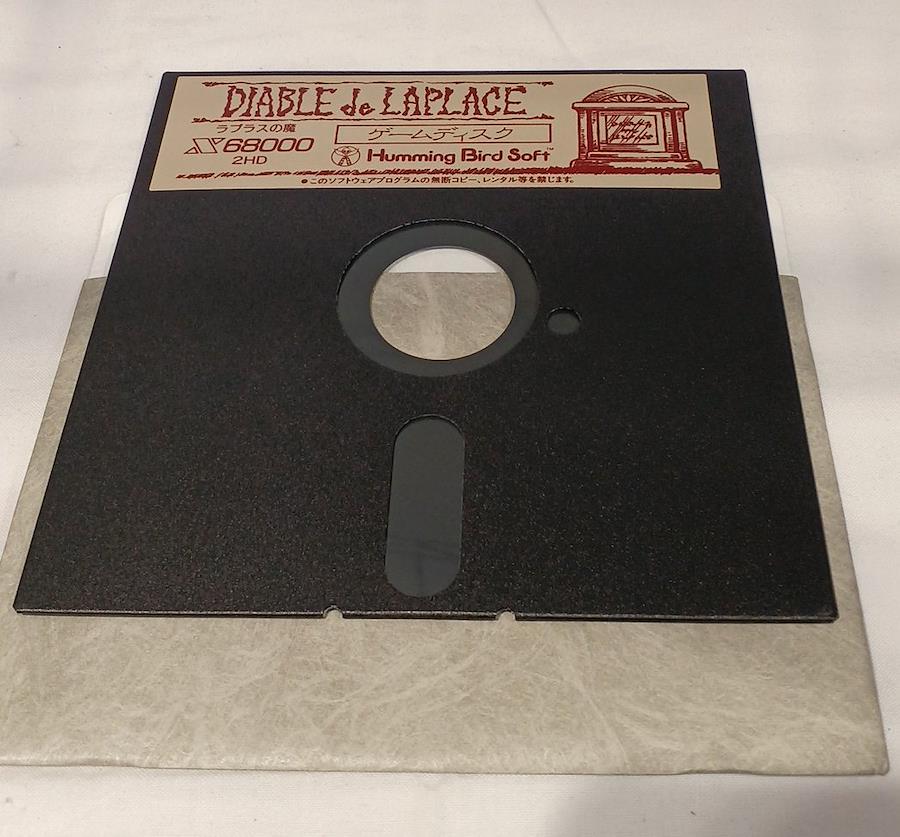 DIABLE de LAPLACE
ラプラスの魔
ゲームディスク
X68000
2HD
Humming Bird Soft™
●このソフトウェアプログラムの無断コピー、レンタル等を禁じます。